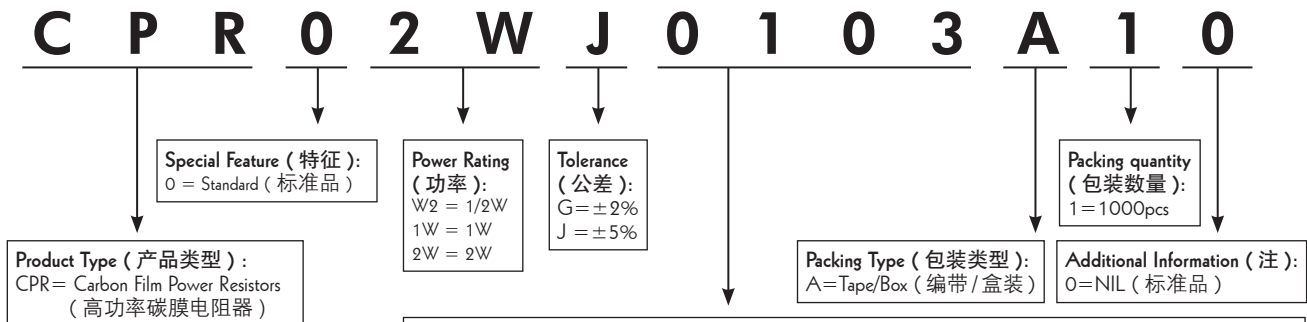 C P R 0 2 W J 0 1 0 3 A 1 0
Special Feature ( 特征 ):
0 = Standard ( 标准品 )
Power Rating
( 功率 ):
W2 = 1/2W
1W = 1W
2W = 2W
Tolerance
( 公差 ):
G=±2%
J =±5%
Packing quantity
( 包装数量 ):
1=1000pcs
Product Type ( 产品类型 ) :
CPR= Carbon Film Power Resistors
( 高功率碳膜电阻器 )
Packing Type ( 包装类型 ):
A=Tape/Box ( 编带 / 盒装 )
Additional Information ( 注 ):
0=NIL ( 标准品 )